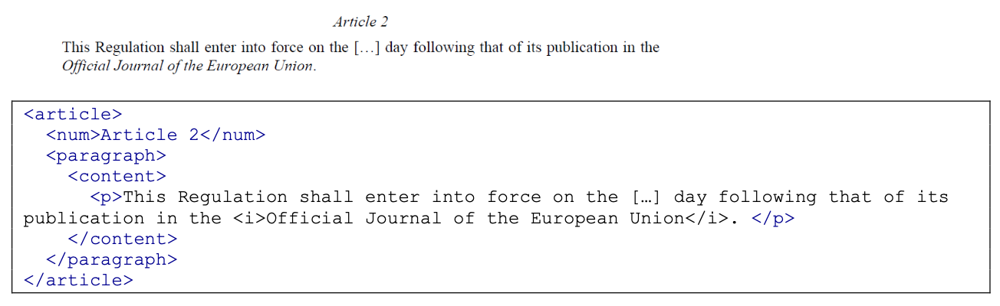 Article 2
This Regulation shall enter into force on the [...] day following that of its publication in the
Official Journal of the European Union.
<article>
  <num>Article 2</num>
  <paragraph>
    <content>
      <p>This Regulation shall enter into force on the […] day following that of its
publication in the <i>Official Journal of the European Union</i>. </p>
    </content>
  </paragraph>
</article>